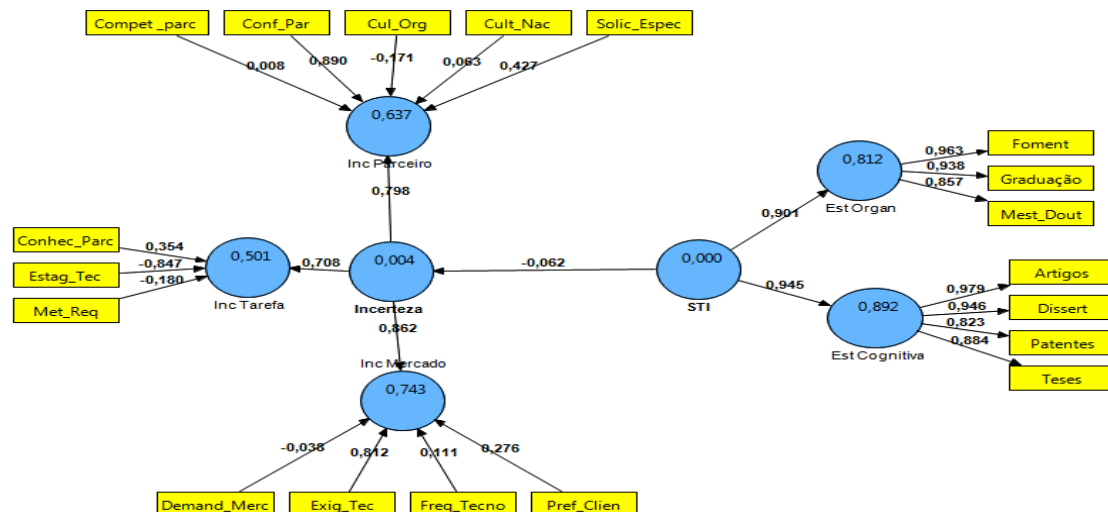 Compet _parc
Conf_Par
Cul_Org
Cult_Nac
Solic_Espec
0,008
0,890
-0,171
0,063
0,427
0,637
Inc Parceiro
0,798
Conhec_Parc
Estag_Tec
Met_Req
0,354
-0,847
-0,180
0,501
Inc Tarefa
0,708
0,004
Incerteza
-0,062
0,000
STI
0,862
Inc Mercado
0,743
-0,038
0,812
0,111
0,276
Demand_Merc
Exig_Tec
Freq_Tecno
Pref_Clien
0,901
0,812
Est Organ
0,963
0,938
0,857
Foment
Graduação
Mest_Dout
0,945
0,892
Est Cognitiva
0,979
0,946
0,823
0,884
Artigos
Dissert
Patentes
Teses